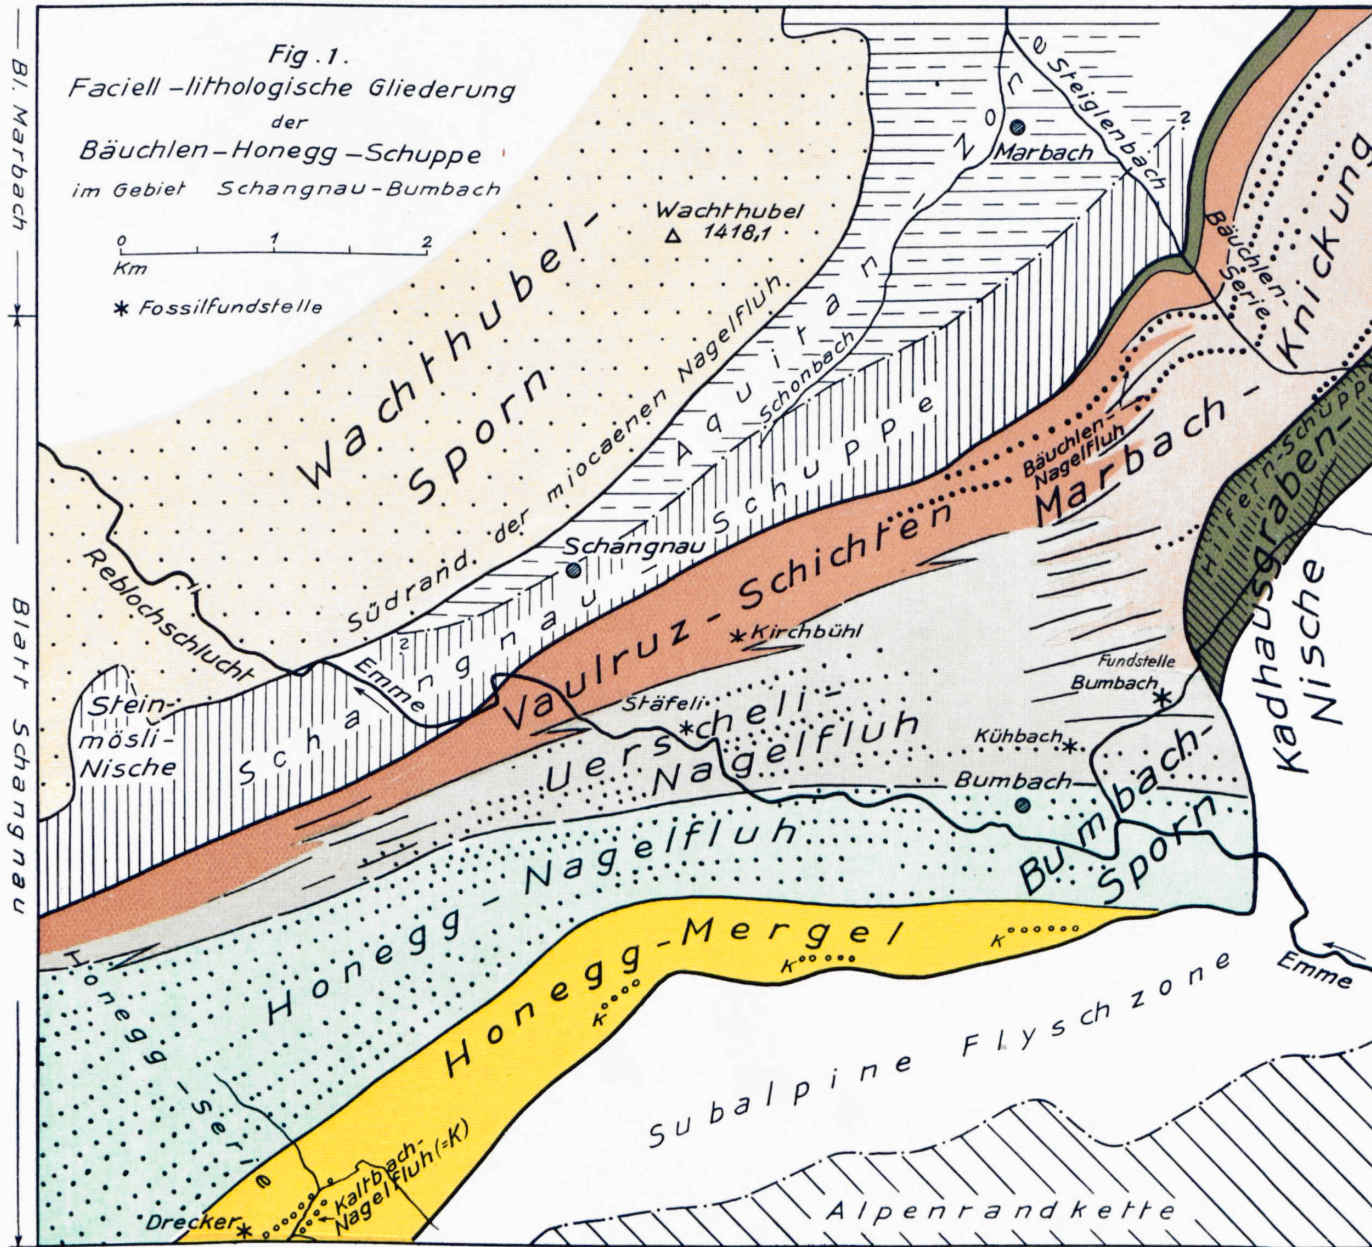 Fig. 1.
Faciell-lithologische Gliederung
der
Bäuchlen-Honegg-Schuppe
im Gebiet Schangnau-Bumbach
0 1 2
Km
* Fossilfundstelle
Bl. Marbach
Blatt Schangnau
Wachthubel-
Sporn
Wachthubel
1418,1
Südrand der miocaenen Nagelfluh
Aquitan
Zone
Steiglenbach
Marbach
?
Schonbach
Schangnau-Schuppe
Schangnau
?
Reblochschlucht
Emme
Stein-
mösli-
Nische
Bäuchlen-
Serie
Knickung
Marbach-
Bäuchlen-
Nagelfluh
Hilfern-Schuppe
Kadhausgraben-
Nische
Vaulruz-Schichten
Kirchbühl
Stäfeli
Uerscheli-
Nagelfluh
Fundstelle
Bumbach
Kühbach
Bumbach
Bumbach-
Sporn
Honegg-Nagelfluh
Honegg-Mergel
K
K
K
Honegg-Serie
Kaltbach-
Nagelfluh (=K)
Drecker
Emme
Subalpine Flyschzone
Alpenrandkette